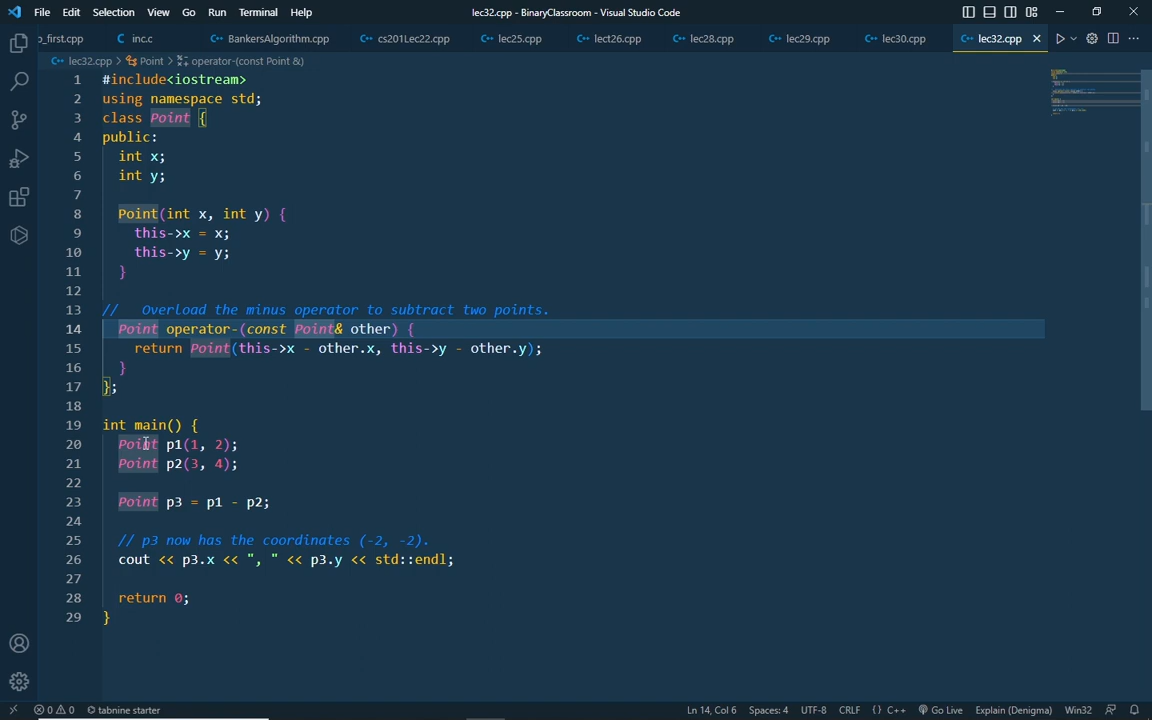 File Edit Selection View Go Run Terminal Help lec32.cpp - BinaryClassroom - Visual Studio Code
o_first.cpp C inc.c C++ BankersAlgorithm.cpp C++ cs201Lec22.cpp C++ lec25.cpp C++ lect26.cpp C++ lec28.cpp C++ lec29.cpp C++ lec30.cpp C++ lec32.cpp
C++ lec32.cpp > Point > operator-(const Point &)
1 #include<iostream>
2 using namespace std;
3 class Point {
4 public:
5 int x;
6 int y;
7
8 Point(int x, int y) {
9 this->x = x;
10 this->y = y;
11 }
12
13 // Overload the minus operator to subtract two points.
14 Point operator-(const Point& other) {
15 return Point(this->x - other.x, this->y - other.y);
16 }
17 };
18
19 int main() {
20 Point p1(1, 2);
21 Point p2(3, 4);
22
23 Point p3 = p1 - p2;
24
25 // p3 now has the coordinates (-2, -2).
26 cout << p3.x << ", " << p3.y << std::endl;
27
28 return 0;
29 }
0 0 tabnine starter Ln 14, Col 6 Spaces: 4 UTF-8 CRLF {} C++ Go Live Explain (Denigma) Win32